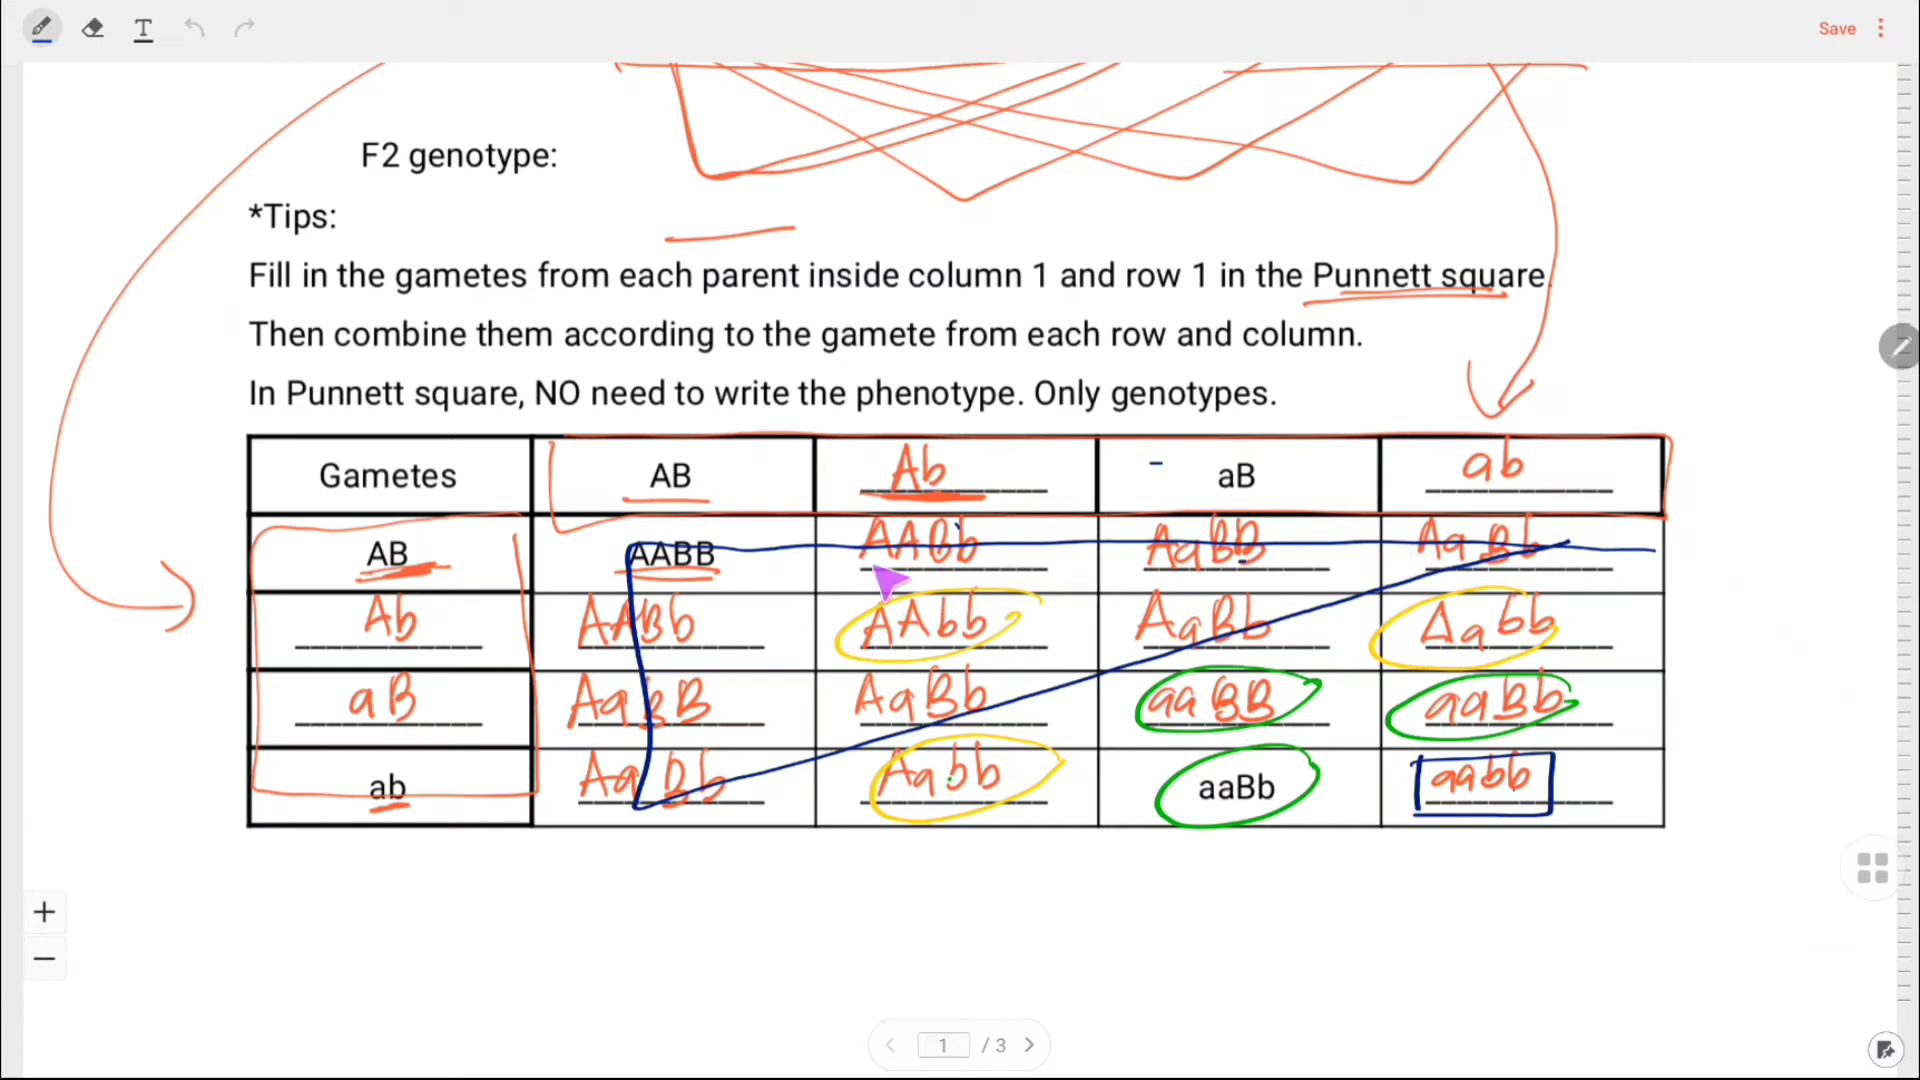 Save
F2 genotype:
*Tips:
Fill in the gametes from each parent inside column 1 and row 1 in the Punnett square.
Then combine them according to the gamete from each row and column.
In Punnett square, NO need to write the phenotype. Only genotypes.
Gametes AB Ab aB ab
AB AABB AABb AaBB AaBb
Ab AABb AAbb AaBb Aabb
aB AaBB AaBb aaBB aaBb
ab AaBb Aabb aaBb aabb
1 / 3